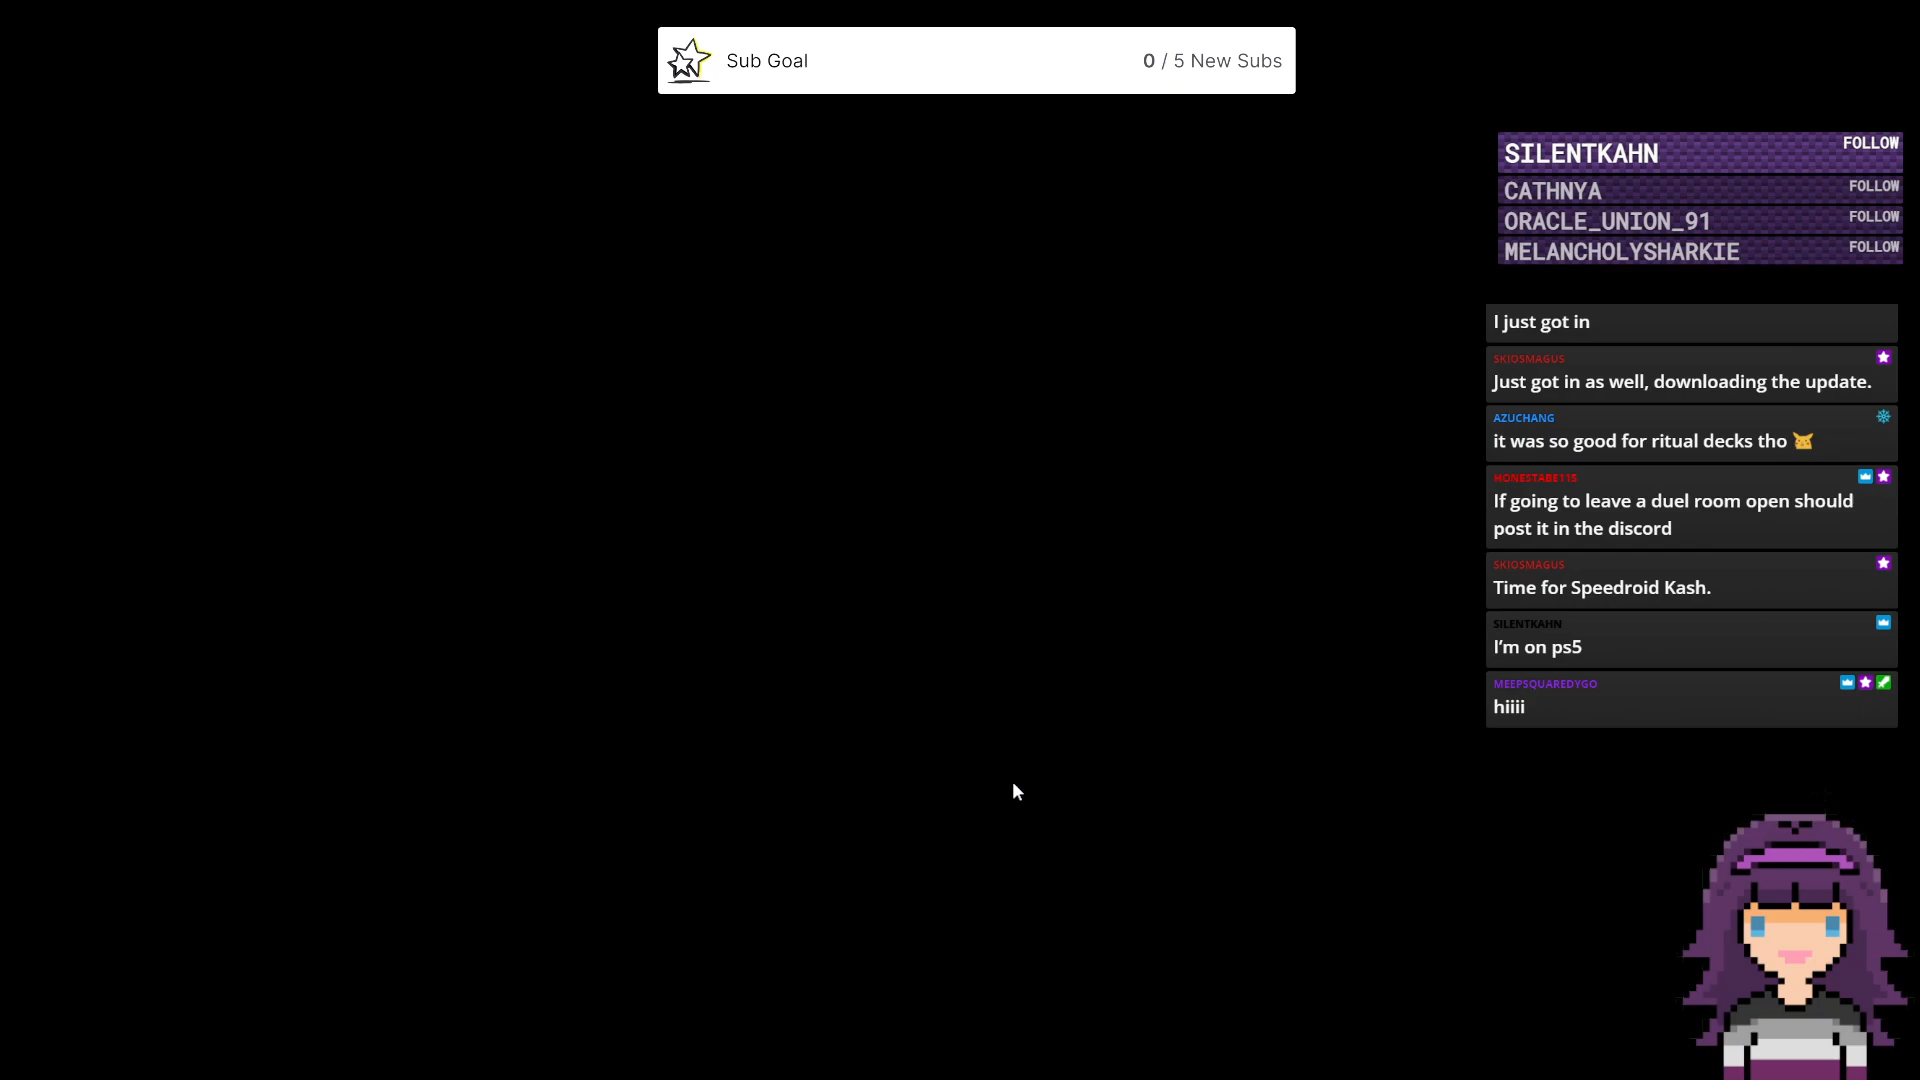 Sub Goal
0 / 5 New Subs
SILENTKAHN FOLLOW
CATHNYA FOLLOW
ORACLE_UNION_91 FOLLOW
MELANCHOLYSHARKIE FOLLOW
I just got in
SKIOSMAGUS
Just got in as well, downloading the update.
AZUCHANG
it was so good for ritual decks tho
HONESTABE115
If going to leave a duel room open should
post it in the discord
SKIOSMAGUS
Time for Speedroid Kash.
SILENTKAHN
I'm on ps5
MEEPSQUAREDYGO
hiiii